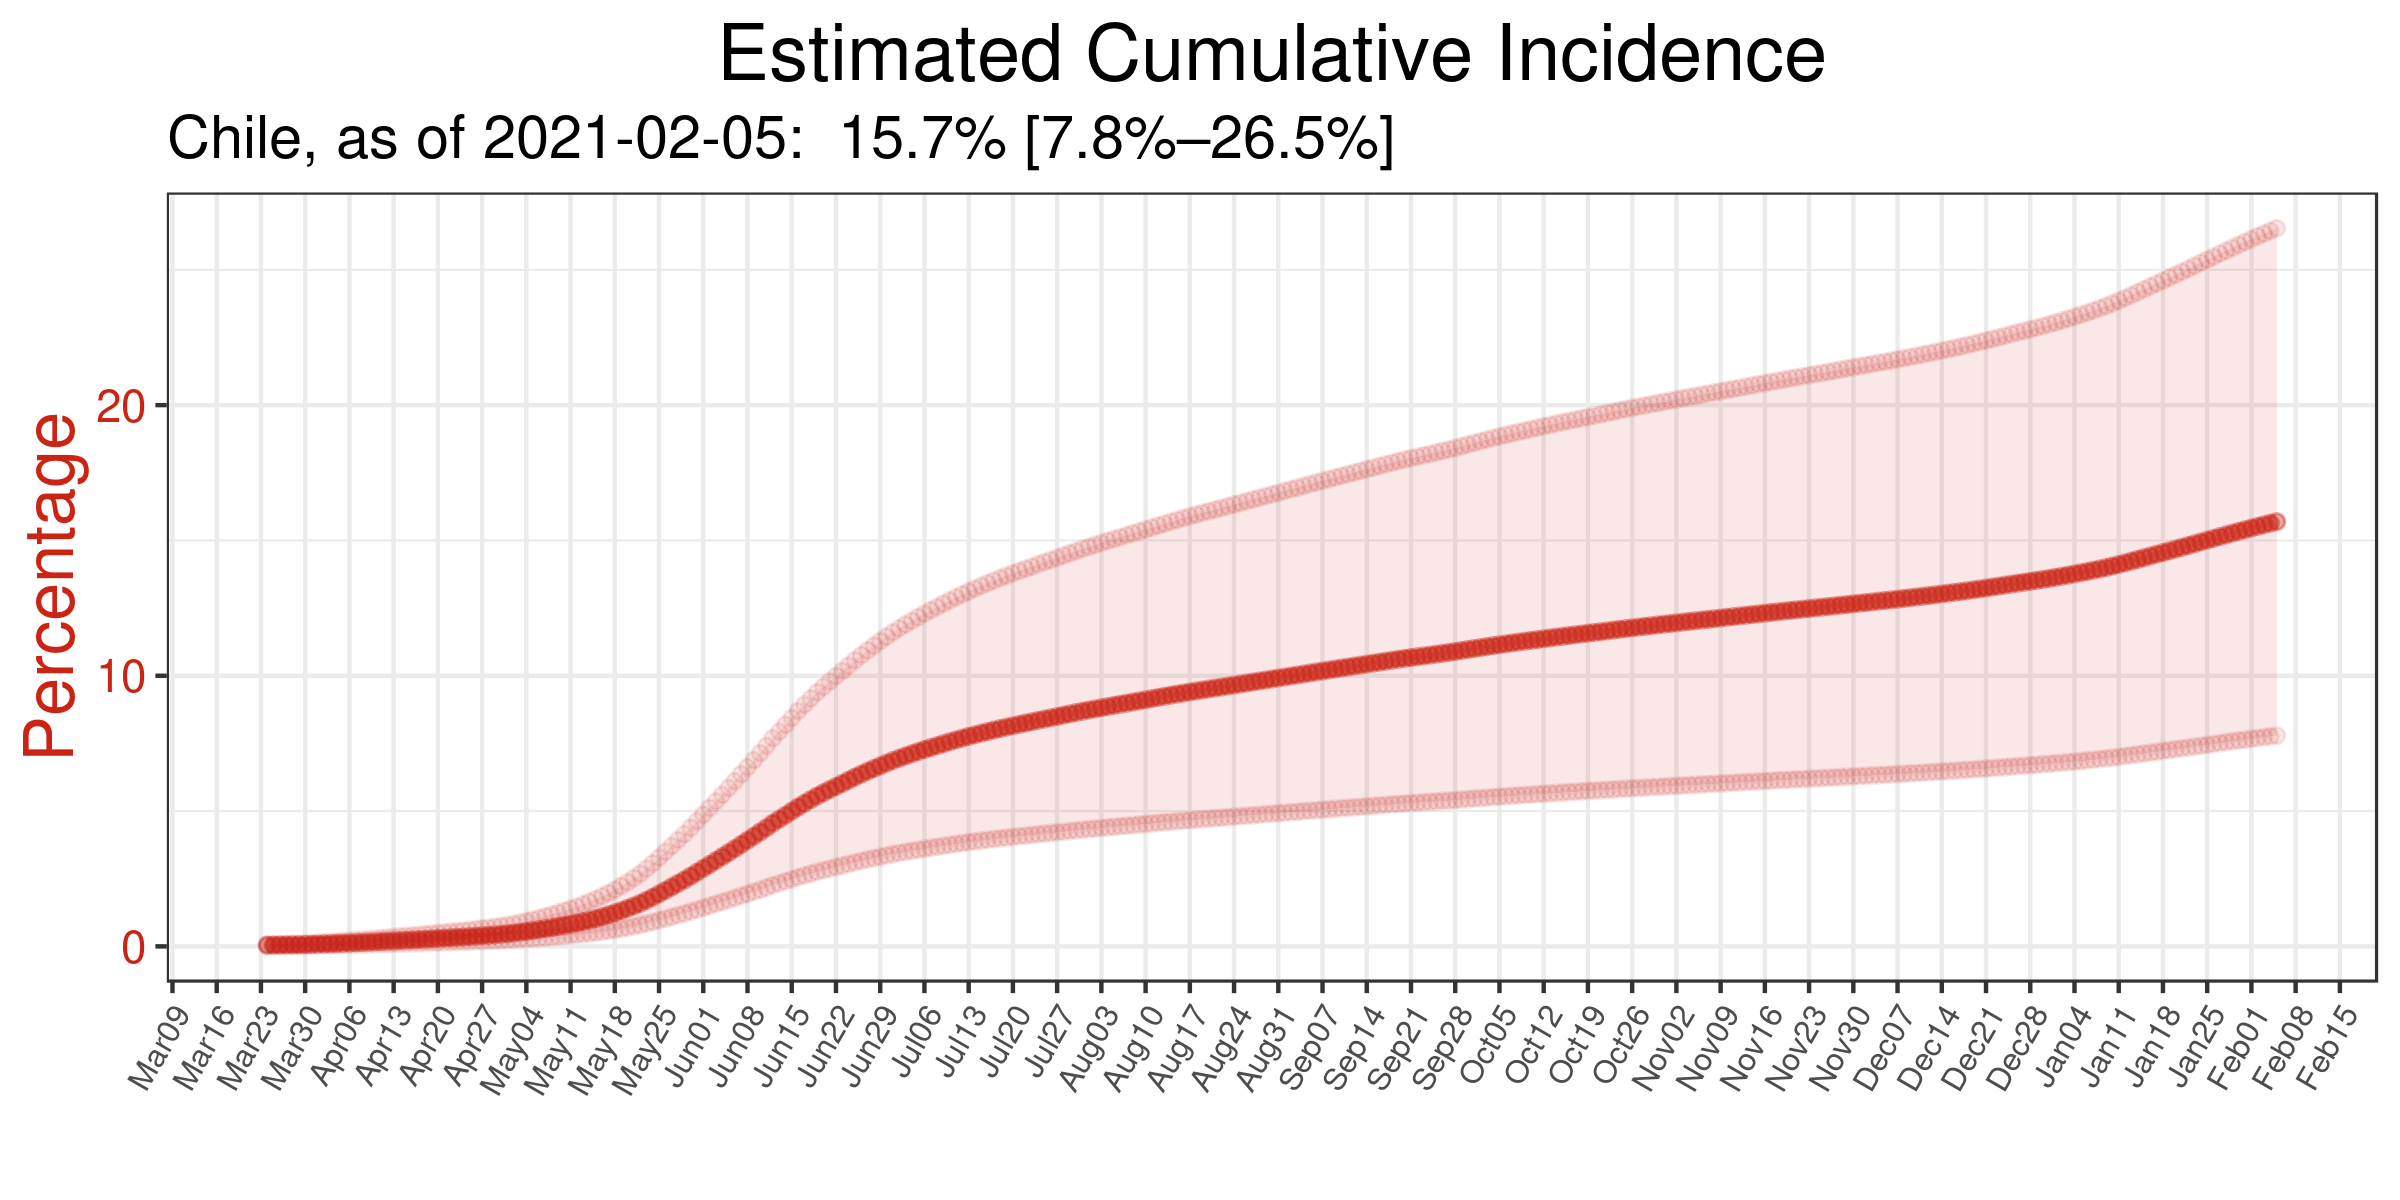 Estimated Cumulative Incidence
Chile, as of 2021-02-05:  15.7% [7.8%–26.5%]
Percentage
20
10
0
Mar09
Mar16
Mar23
Mar30
Apr06
Apr13
Apr20
Apr27
May04
May11
May18
May25
Jun01
Jun08
Jun15
Jun22
Jun29
Jul06
Jul13
Jul20
Jul27
Aug03
Aug10
Aug17
Aug24
Aug31
Sep07
Sep14
Sep21
Sep28
Oct05
Oct12
Oct19
Oct26
Nov02
Nov09
Nov16
Nov23
Nov30
Dec07
Dec14
Dec21
Dec28
Jan04
Jan11
Jan18
Jan25
Feb01
Feb08
Feb15